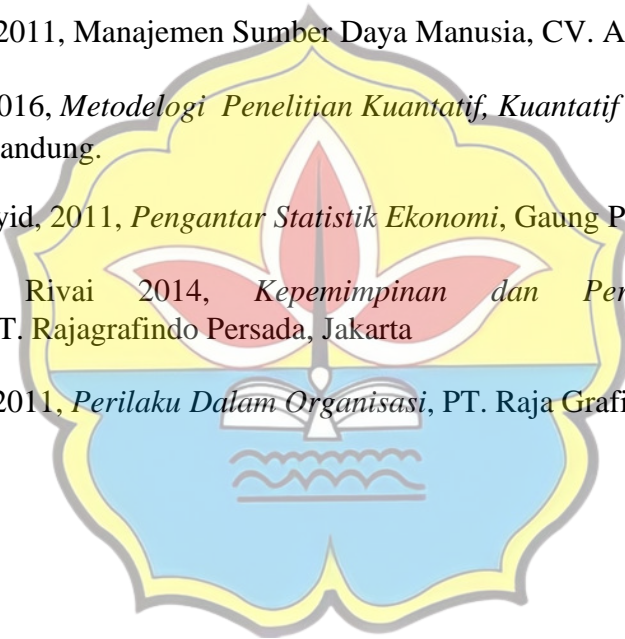 2011, Manajemen Sumber Daya Manusia, CV. A
016, Metodelogi Penelitian Kuantatif, Kuantatif
andung.
yid, 2011, Pengantar Statistik Ekonomi, Gaung P
Rivai 2014, Kepemimpinan dan Per
T. Rajagrafindo Persada, Jakarta
2011, Perilaku Dalam Organisasi, PT. Raja Grafi